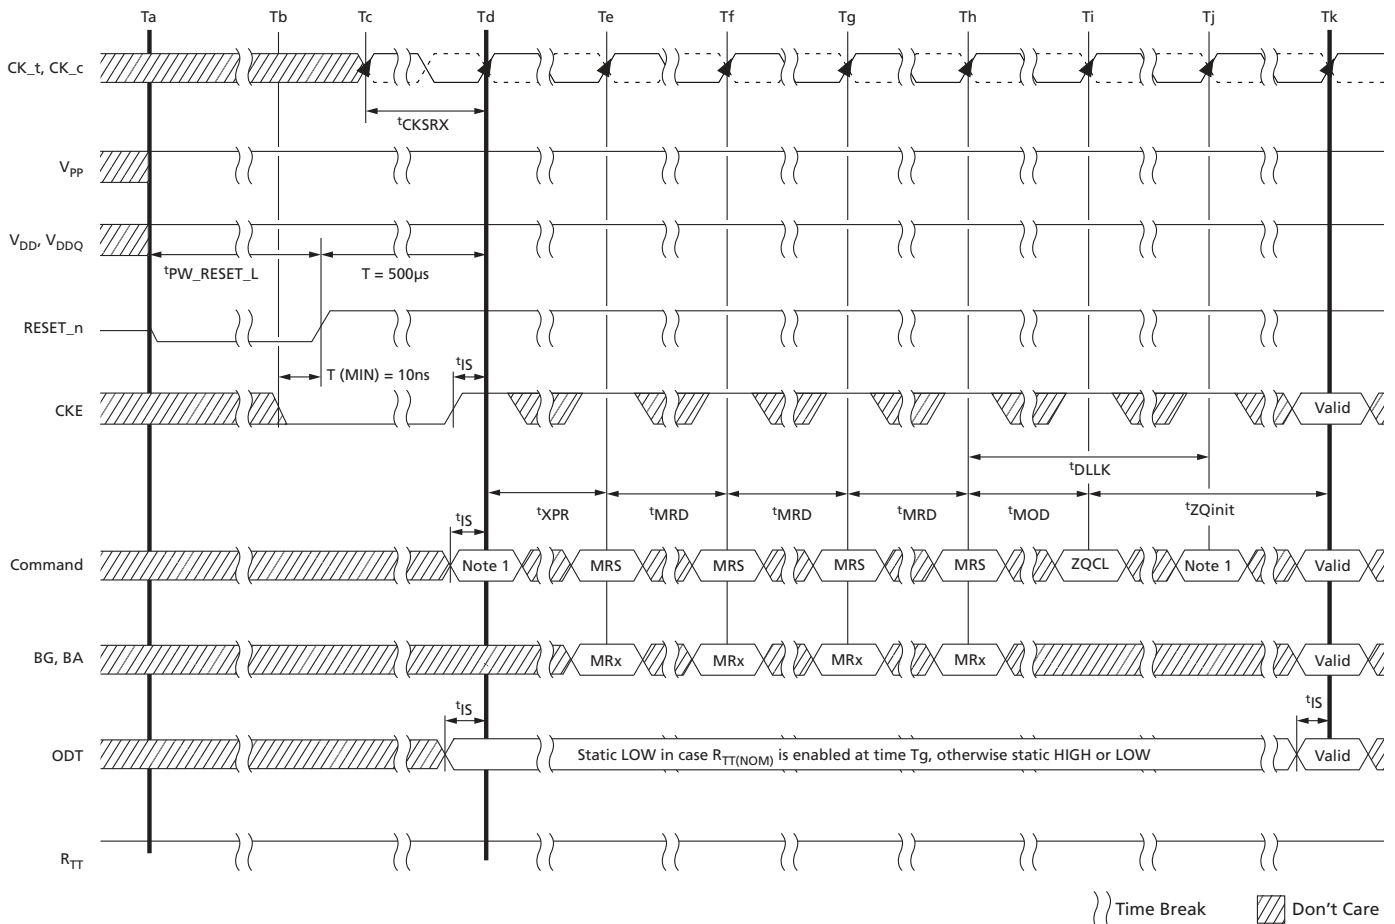 Ta Tb Tc Td Te Tf Tg Th Ti Tj Tk
CK_t, CK_c
tCKSRX
VPP
VDD, VDDQ
tPW_RESET_L T = 500µs
RESET_n
tIS
T (MIN) = 10ns
CKE Valid
tDLLK
tXPR tMRD tMRD tMRD tMOD tZQinit
tIS
Command Note 1 MRS MRS MRS MRS ZQCL Note 1 Valid
BG, BA MRx MRx MRx MRx Valid
tIS tIS
ODT Static LOW in case RTT(NOM) is enabled at time Tg, otherwise static HIGH or LOW Valid
RTT
Time Break Don't Care